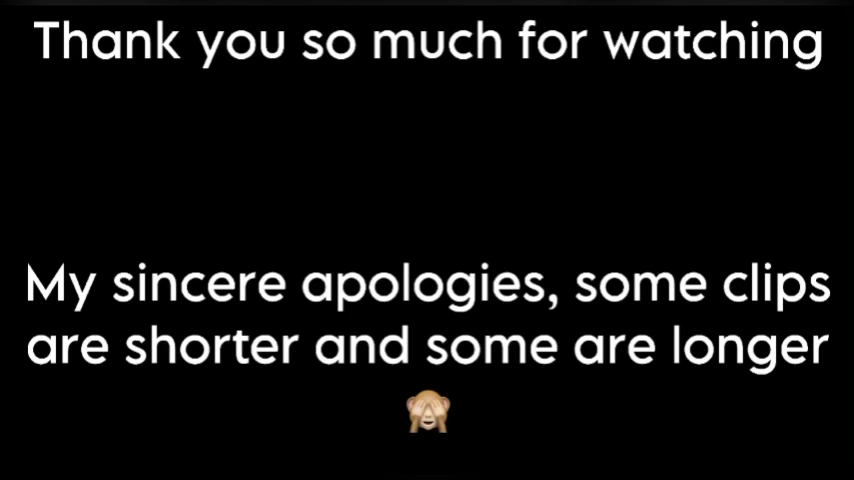 Thank you so much for watching
My sincere apologies, some clips
are shorter and some are longer
🙈